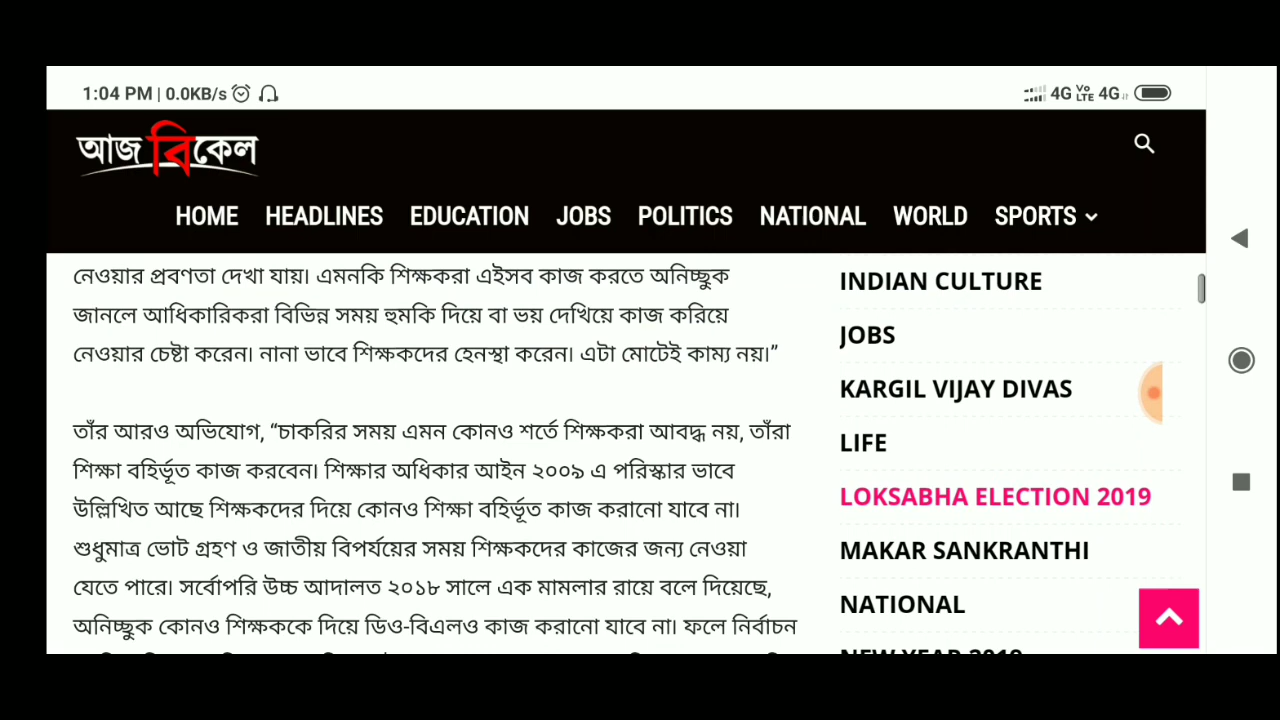 1:04 PM | 0.0KB/s
4G Vo LTE 4G
আজ বিকেল
HOME HEADLINES EDUCATION JOBS POLITICS NATIONAL WORLD SPORTS
নেওয়ার প্রবণতা দেখা যায়। এমনকি শিক্ষকরা এইসব কাজ করতে অনিচ্ছুক
জানলে আধিকারিকরা বিভিন্ন সময় হুমকি দিয়ে বা ভয় দেখিয়ে কাজ করিয়ে
নেওয়ার চেষ্টা করেন। নানা ভাবে শিক্ষকদের হেনস্থা করেন। এটা মোটেই কাম্য নয়।”
তাঁর আরও অভিযোগ, “চাকরির সময় এমন কোনও শর্তে শিক্ষকরা আবদ্ধ নয়, তাঁরা
শিক্ষা বহির্ভূত কাজ করবেন। শিক্ষার অধিকার আইন ২০০৯ এ পরিস্কার ভাবে
উল্লিখিত আছে শিক্ষকদের দিয়ে কোনও শিক্ষা বহির্ভূত কাজ করানো যাবে না।
শুধুমাত্র ভোট গ্রহণ ও জাতীয় বিপর্যয়ের সময় শিক্ষকদের কাজের জন্য নেওয়া
যেতে পারে। সর্বোপরি উচ্চ আদালত ২০১৮ সালে এক মামলার রায়ে বলে দিয়েছে,
অনিচ্ছুক কোনও শিক্ষককে দিয়ে ডিও-বিএলও কাজ করানো যাবে না। ফলে নির্বাচন
INDIAN CULTURE
JOBS
KARGIL VIJAY DIVAS
LIFE
LOKSABHA ELECTION 2019
MAKAR SANKRANTHI
NATIONAL
NEW YEAR 2019